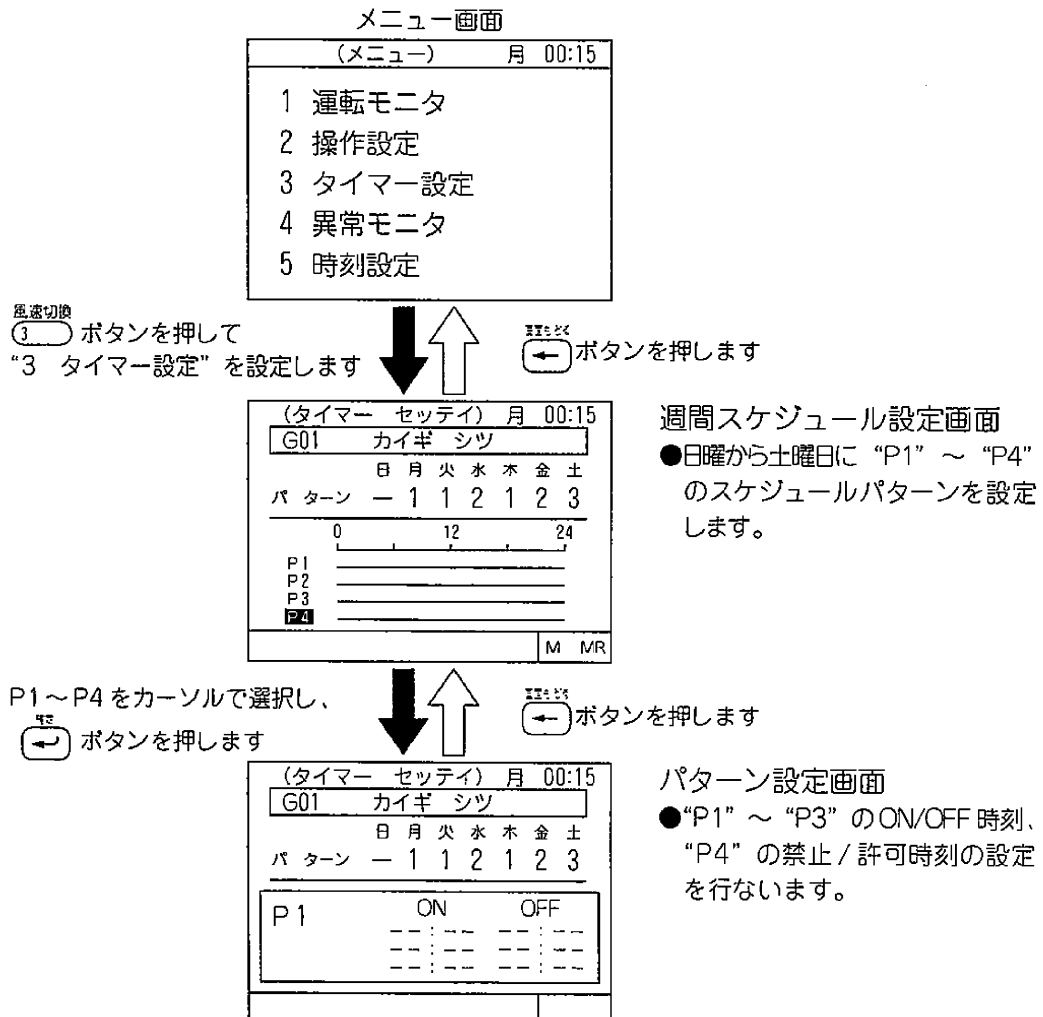 メニュー画面
(メニュー) 月 00:15
1 運転モニタ
2 操作設定
3 タイマー設定
4 異常モニタ
5 時刻設定
風速切換
3 ボタンを押して
“3 タイマー設定” を設定します
ボタンを押します
(タイマー セッテイ) 月 00:15
G01 カイギ シツ
日 月 火 水 木 金 土
パターン — 1 1 2 1 2 3
0 12 24
P1
P2
P3
P4
M MR
週間スケジュール設定画面
●日曜から土曜日に “P1” ～ “P4”
のスケジュールパターンを設定
します。
P1～P4をカーソルで選択し、
ボタンを押します
ボタンを押します
(タイマー セッテイ) 月 00:15
G01 カイギ シツ
日 月 火 水 木 金 土
パターン — 1 1 2 1 2 3
P1 ON OFF
--:-- --:--
--:-- --:--
--:-- --:--
パターン設定画面
●“P1” ～ “P3” のON/OFF時刻、
“P4” の禁止/許可時刻の設定
を行ないます。